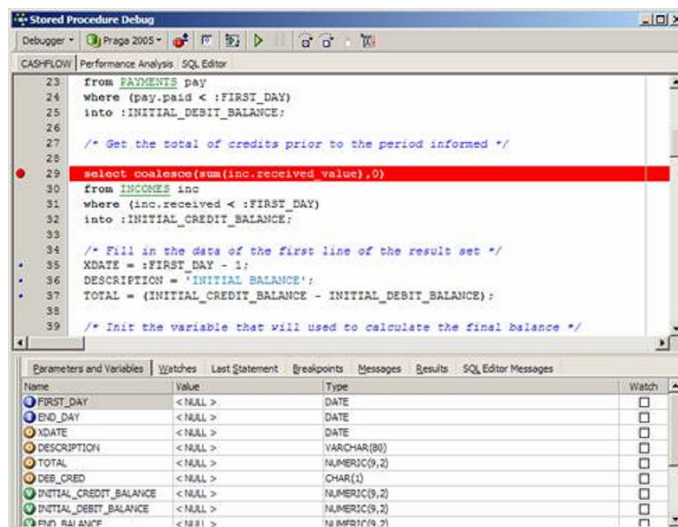 Stored Procedure Debug
Debugger Praga 2005
CASHFLOW Performance Analysis SQL Editor
23 from PAYMENTS pay
24 where (pay.paid < :FIRST_DAY)
25 into :INITIAL_DEBIT_BALANCE;
26
27 /* Get the total of credits prior to the period informed */
28
29 select coalesce(sum(inc.received_value),0)
30 from INCOMES inc
31 where (inc.received < :FIRST_DAY)
32 into :INITIAL_CREDIT_BALANCE;
33
34 /* Fill in the data of the first line of the result set */
35 XDATE = :FIRST_DAY - 1;
36 DESCRIPTION = 'INITIAL BALANCE';
37 TOTAL = (INITIAL_CREDIT_BALANCE - INITIAL_DEBIT_BALANCE);
38
39 /* Init the variable that will used to calculate the final balance */
Parameters and Variables Watches Last Statement Breakpoints Messages Results SQL Editor Messages
Name Value Type Watch
FIRST_DAY < NULL > DATE
END_DAY < NULL > DATE
XDATE < NULL > DATE
DESCRIPTION < NULL > VARCHAR(80)
TOTAL < NULL > NUMERIC(9,2)
DEB_CRED < NULL > CHAR(1)
INITIAL_CREDIT_BALANCE < NULL > NUMERIC(9,2)
INITIAL_DEBIT_BALANCE < NULL > NUMERIC(9,2)
END_BALANCE < NULL > NUMERIC(9,2)